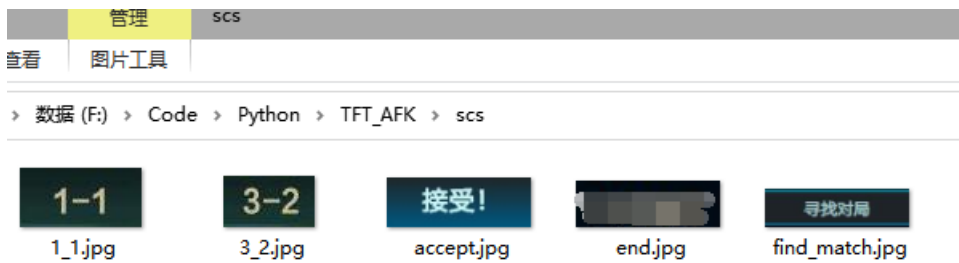 管理 scs
查看 图片工具
> 数据 (F:) > Code > Python > TFT_AFK > scs
1-1 3-2 接受! 寻找对局
1_1.jpg 3_2.jpg accept.jpg end.jpg find_match.jpg